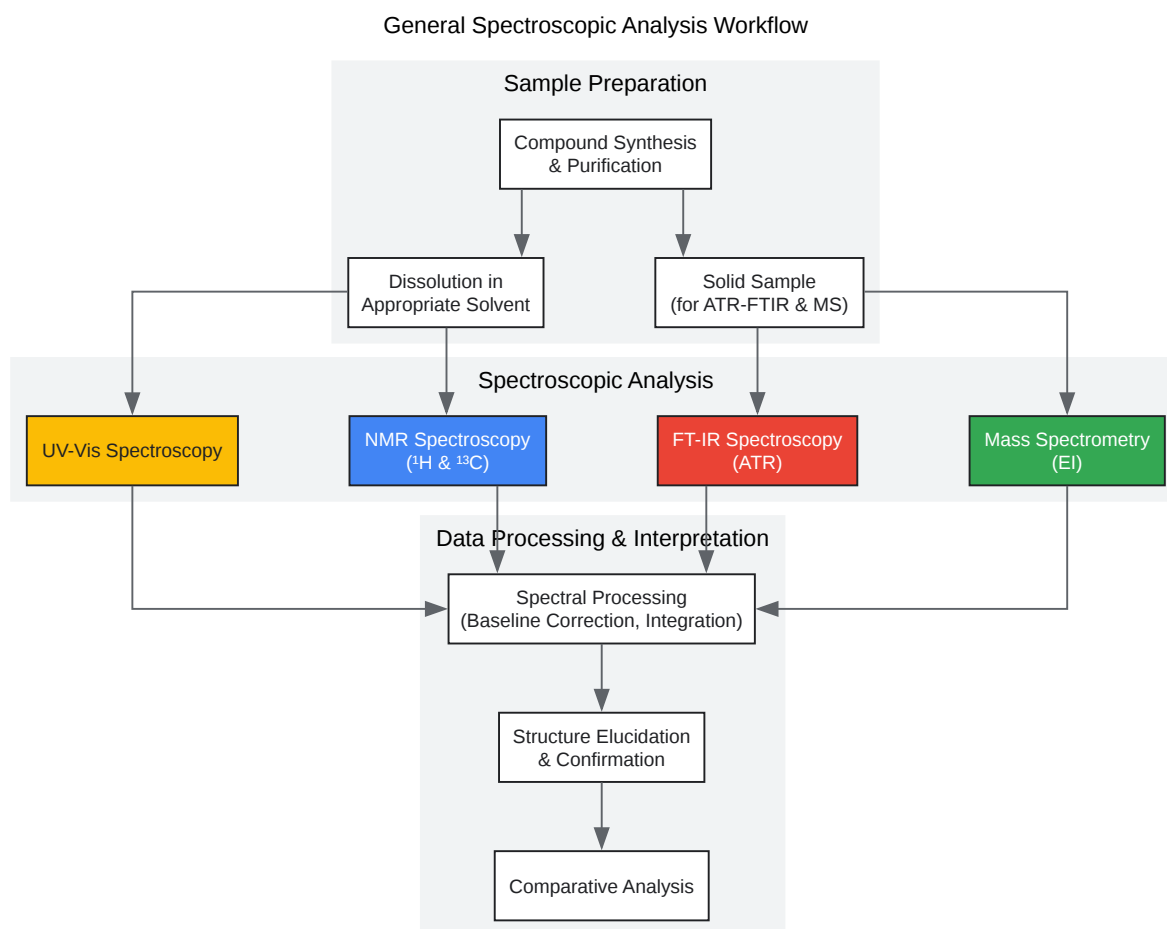 General Spectroscopic Analysis Workflow
Sample Preparation
Compound Synthesis
& Purification
Dissolution in
Appropriate Solvent
Solid Sample
(for ATR-FTIR & MS)
Spectroscopic Analysis
UV-Vis Spectroscopy
NMR Spectroscopy
(¹H & ¹³C)
FT-IR Spectroscopy
(ATR)
Mass Spectrometry
(EI)
Data Processing & Interpretation
Spectral Processing
(Baseline Correction, Integration)
Structure Elucidation
& Confirmation
Comparative Analysis